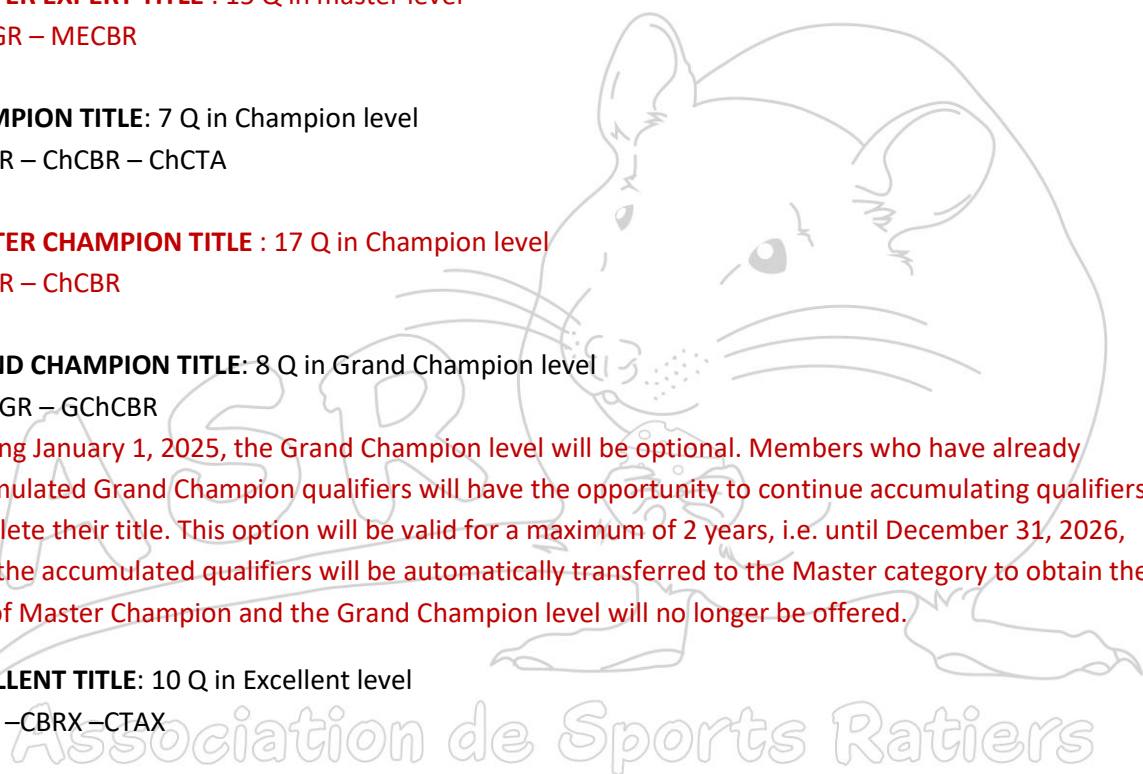 TER EXPERT TITLE : 15 Q in master level
GR – MECBR
MPION TITLE: 7 Q in Champion level
R – ChCBR – ChCTA
TER CHAMPION TITLE : 17 Q in Champion level
R – ChCBR
ND CHAMPION TITLE: 8 Q in Grand Champion level
GR – GChCBR
ng January 1, 2025, the Grand Champion level will be optional. Members who have already
mulated Grand Champion qualifiers will have the opportunity to continue accumulating qualifiers
lete their title. This option will be valid for a maximum of 2 years, i.e. until December 31, 2026,
the accumulated qualifiers will be automatically transferred to the Master category to obtain the
of Master Champion and the Grand Champion level will no longer be offered.
LLENT TITLE: 10 Q in Excellent level
–CBRX –CTAX
ASR
Association de Sports Ratiers